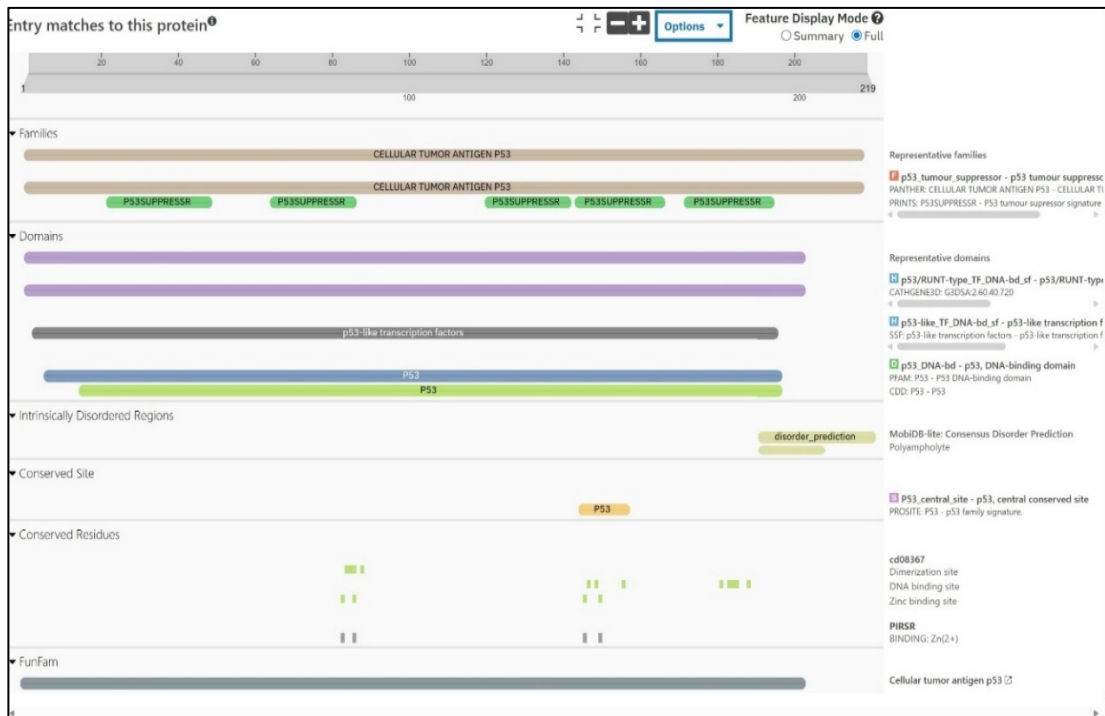 Entry matches to this protein
Options
Feature Display Mode
Summary Full
20 40 60 80 100 120 140 160 180 200
1 219
100 200
Families
CELLULAR TUMOR ANTIGEN P53
Representative families
CELLULAR TUMOR ANTIGEN P53
F p53_tumour_suppressor - p53 tumour suppressc
PANTHER: CELLULAR TUMOR ANTIGEN P53 - CELLULAR TU
P53SUPPRESSR P53SUPPRESSR P53SUPPRESSR P53SUPPRESSR P53SUPPRESSR
PRINTS: P53SUPPRESSR - P53 tumour supressor signature
Domains
Representative domains
H p53/RUNT-type_TF_DNA-bd_sf - p53/RUNT-type
CATHGENE3D: G3DSA:2.60.40.720
p53-like transcription factors
H p53-like_TF_DNA-bd_sf - p53-like transcription f
SSF: p53-like transcription factors - p53-like transcription f
P53
D p53_DNA-bd - p53, DNA-binding domain
PFAM: P53 - P53 DNA-binding domain
P53
CDD: P53 - P53
Intrinsically Disordered Regions
disorder_prediction
MobiDB-lite: Consensus Disorder Prediction
Polyampholyte
Conserved Site
P53
S P53_central_site - p53, central conserved site
PROSITE: P53 - p53 family signature.
Conserved Residues
cd08367
Dimerization site
DNA binding site
Zinc binding site
PIRSR
BINDING: Zn(2+)
FunFam
Cellular tumor antigen p53